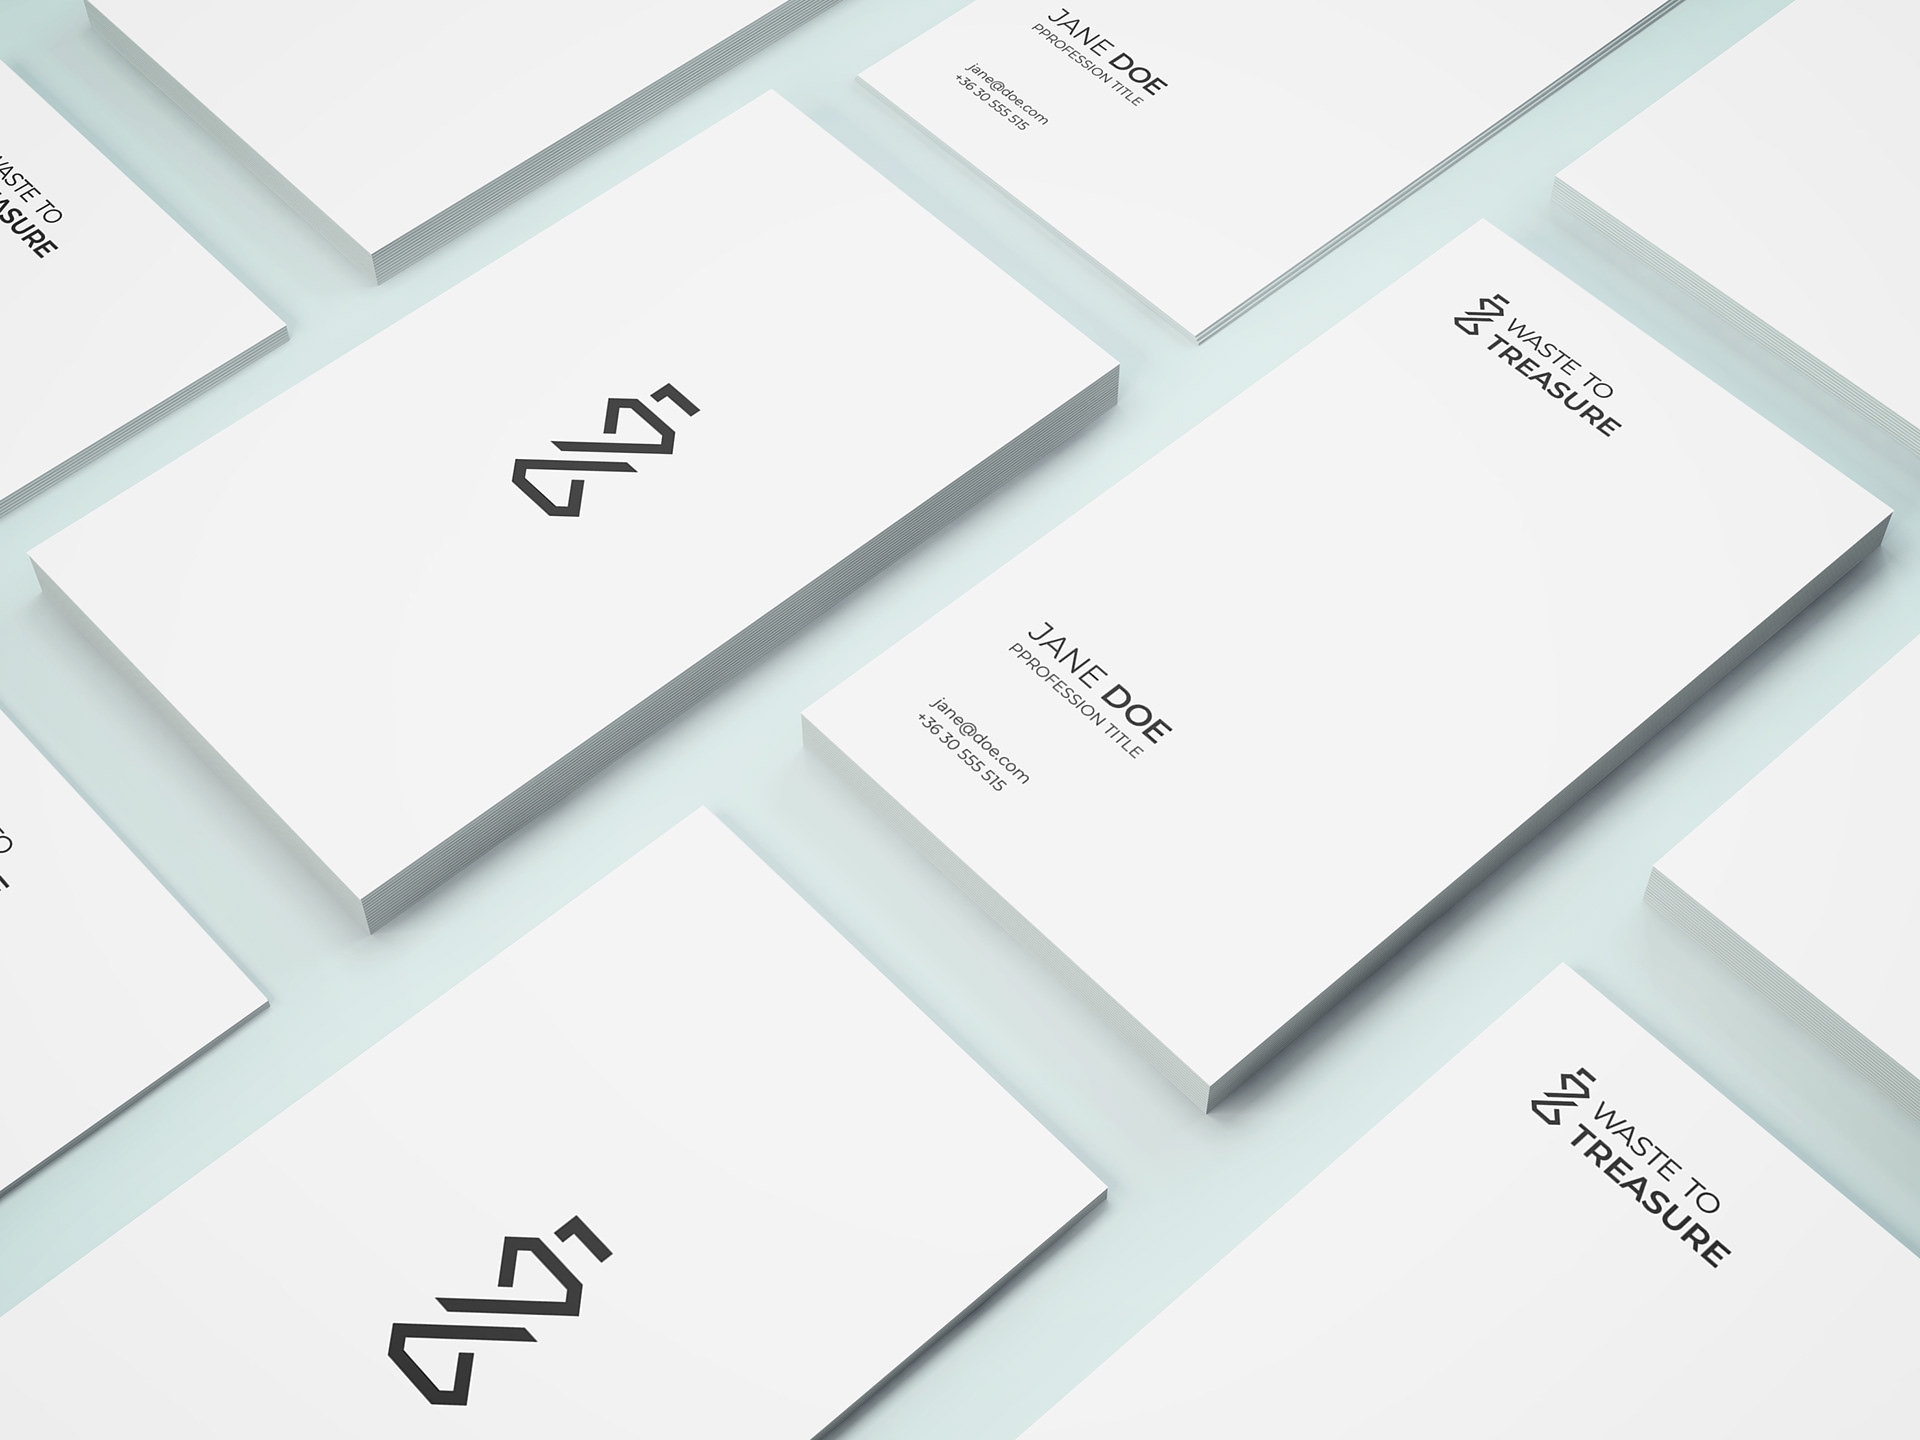 JANE DOE
PPROFESSION TITLE
jane@doe.com
+36 30 555 515
WASTE TO
TREASURE
WASTE TO
TREASURE
JANE DOE
PPROFESSION TITLE
jane@doe.com
+36 30 555 515
TO
WASTE TO
TREASURE